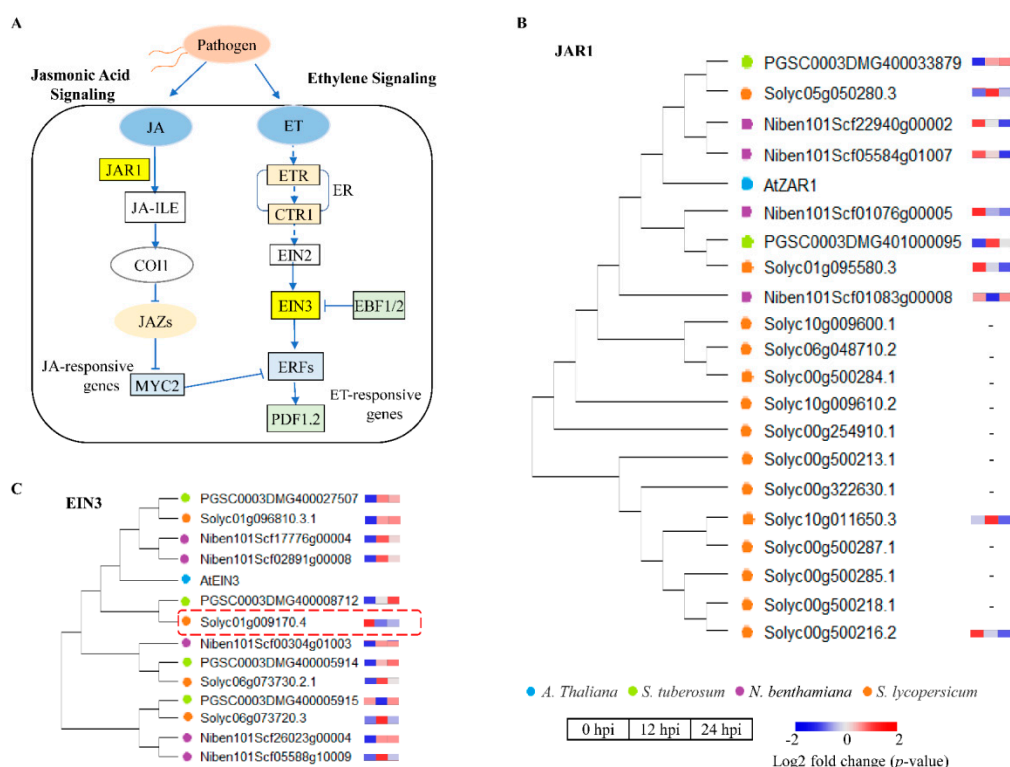 A
Pathogen
Jasmonic Acid
Signaling
Ethylene Signaling
JA
ET
JAR1
ETR
ER
JA-ILE
CTR1
COI1
EIN2
EIN3
EBF1/2
JAZs
JA-responsive
genes
MYC2
ERFs
ET-responsive
genes
PDF1.2
B
JAR1
PGSC0003DMG400033879
Solyc05g050280.3
Niben101Scf22940g00002
Niben101Scf05584g01007
AtZAR1
Niben101Scf01076g00005
PGSC0003DMG401000095
Solyc01g095580.3
Niben101Scf01083g00008
Solyc10g009600.1 -
Solyc06g048710.2 -
Solyc00g500284.1 -
Solyc10g009610.2 -
Solyc00g254910.1 -
Solyc00g500213.1 -
Solyc00g322630.1 -
Solyc10g011650.3
Solyc00g500287.1 -
Solyc00g500285.1 -
Solyc00g500218.1 -
Solyc00g500216.2
C
EIN3
PGSC0003DMG400027507
Solyc01g096810.3.1
Niben101Scf17776g00004
Niben101Scf02891g00008
AtEIN3
PGSC0003DMG400008712
Solyc01g009170.4
Niben101Scf00304g01003
PGSC0003DMG400005914
Solyc06g073730.2.1
PGSC0003DMG400005915
Solyc06g073720.3
Niben101Scf26023g00004
Niben101Scf05588g10009
A. Thaliana S. tuberosum N. benthamiana S. lycopersicum
0 hpi 12 hpi 24 hpi
-2 0 2
Log2 fold change (p-value)